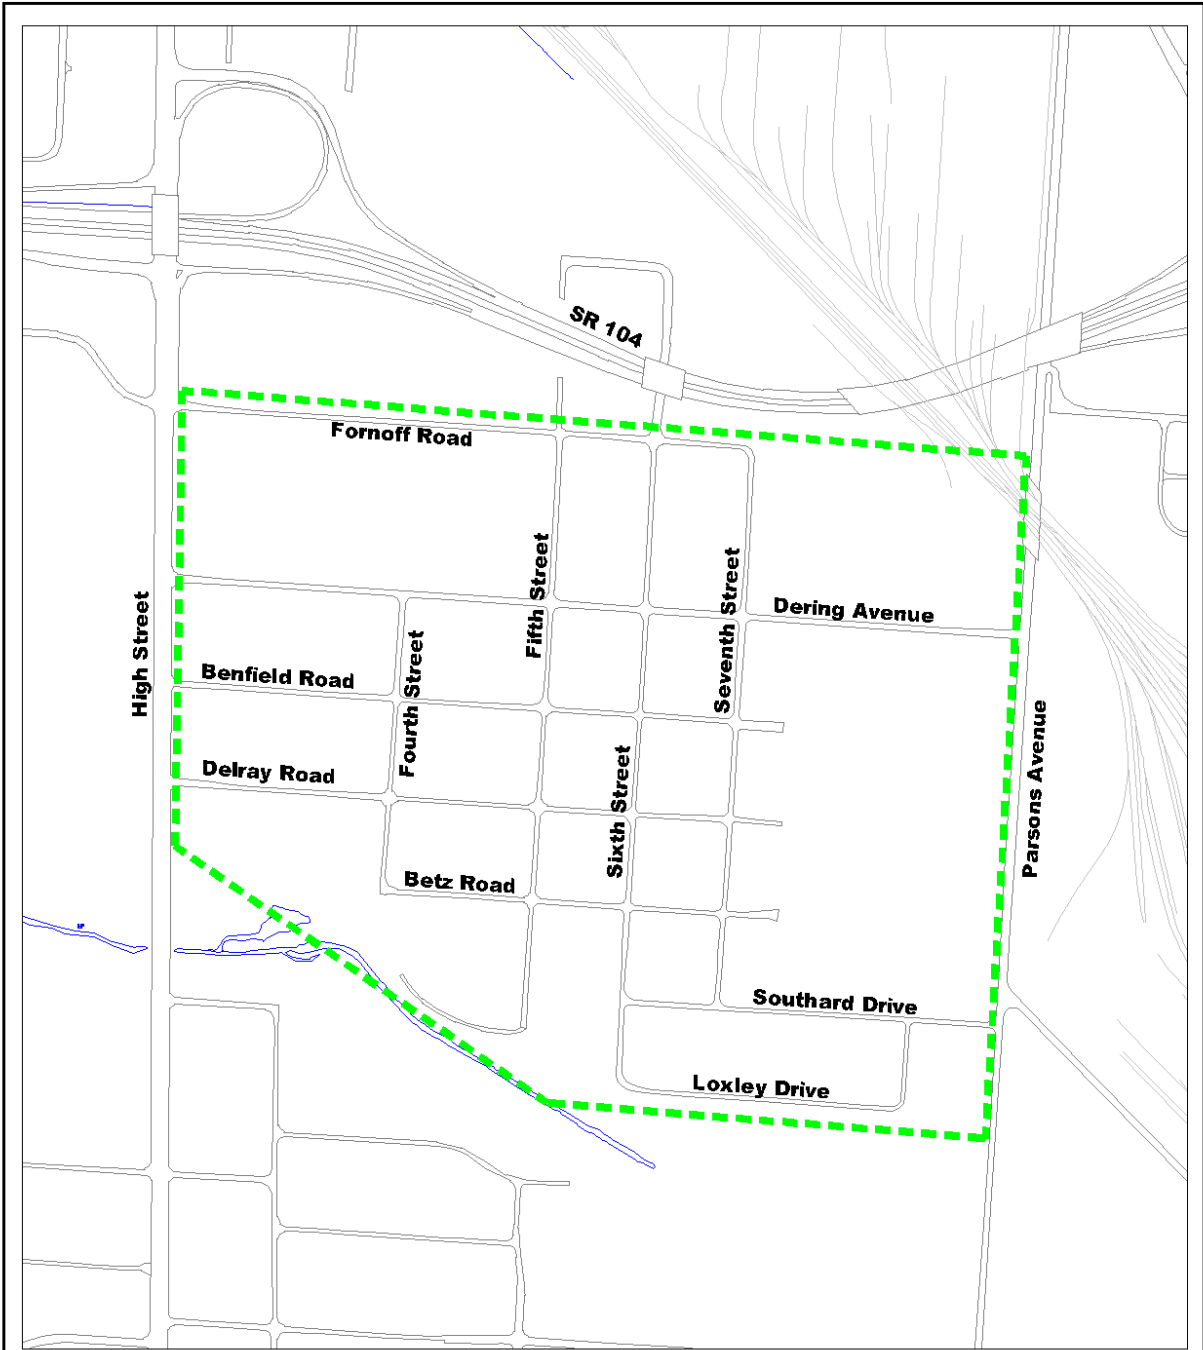 SR 104
Fornoff Road
Fifth Street
Seventh Street
Dering Avenue
High Street
Fourth Street
Benfield Road
Parsons Avenue
Delray Road
Sixth Street
Betz Road
Southard Drive
Loxley Drive